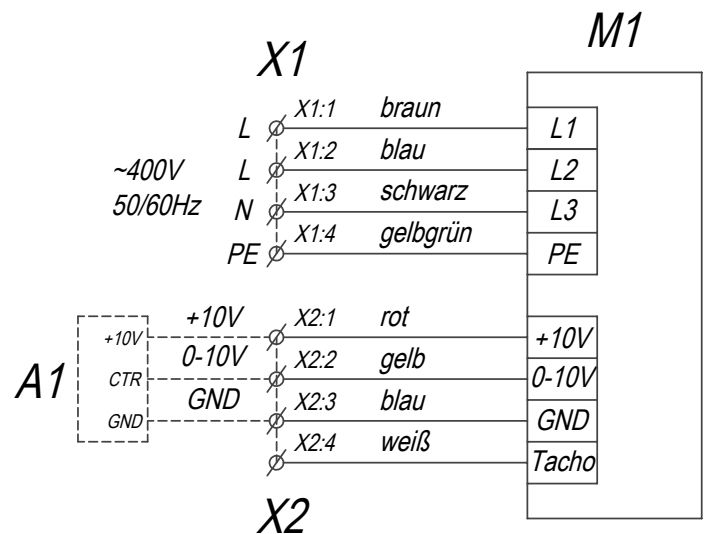 M1
X1
X1:1 braun
L L1
X1:2 blau
~400V L L2
X1:3 schwarz
50/60Hz N L3
X1:4 gelbgrün
PE PE
+10V X2:1 rot
+10V +10V
0-10V X2:2 gelb
A1 CTR 0-10V
GND X2:3 blau
GND GND
X2:4 weiß
Tacho
X2